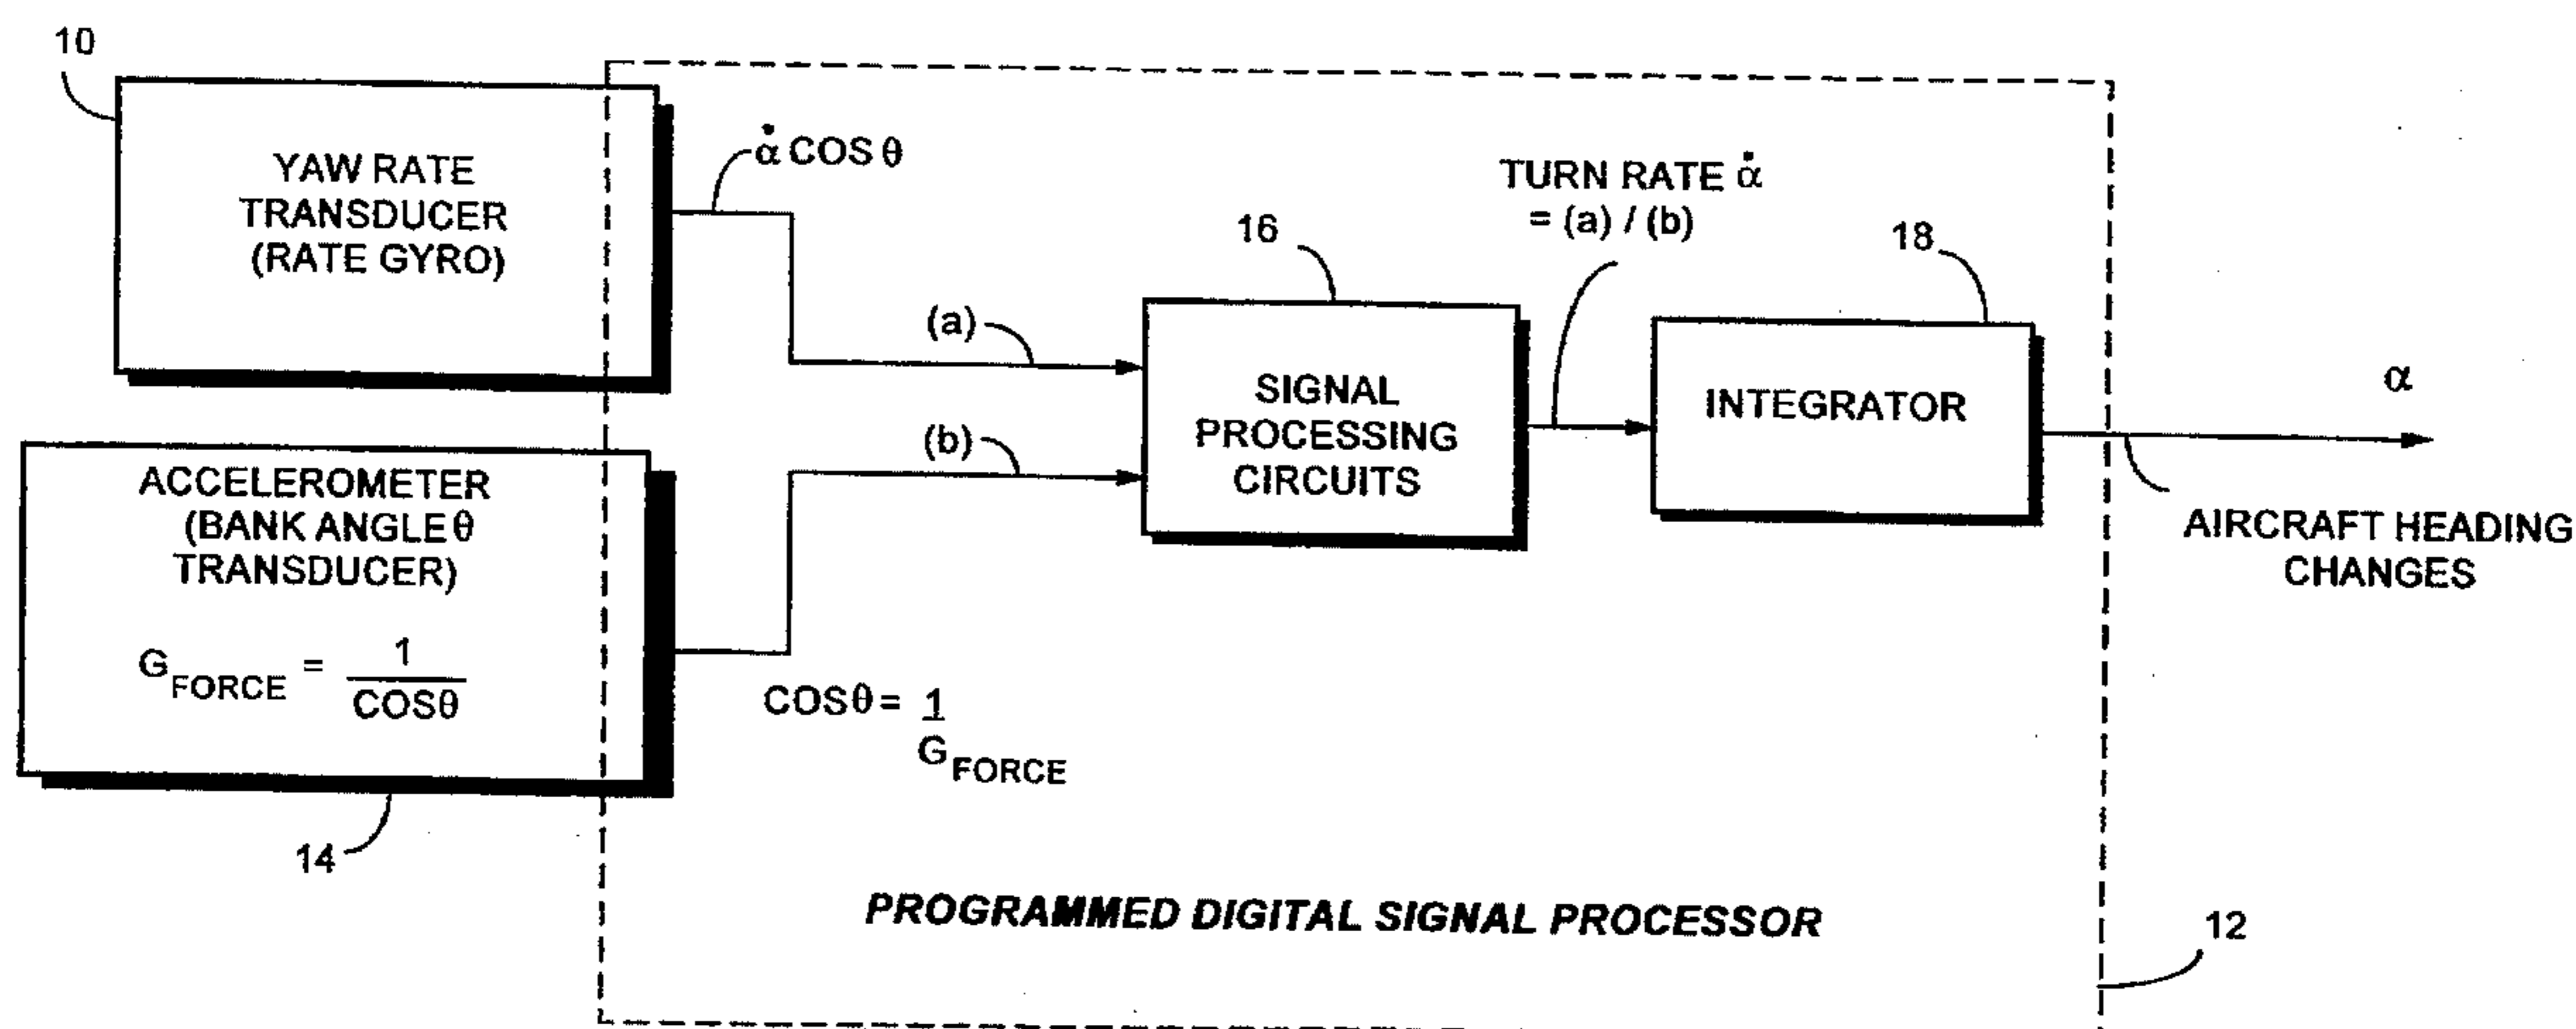 10
YAW RATE
TRANSDUCER
(RATE GYRO)
α̇ COS θ
(a)
(b)
ACCELEROMETER
(BANK ANGLE θ
TRANSDUCER)
G FORCE = 1 / COSθ
14
COSθ = 1 / G FORCE
16
SIGNAL
PROCESSING
CIRCUITS
TURN RATE α̇
= (a) / (b)
18
INTEGRATOR
α
AIRCRAFT HEADING
CHANGES
PROGRAMMED DIGITAL SIGNAL PROCESSOR
12